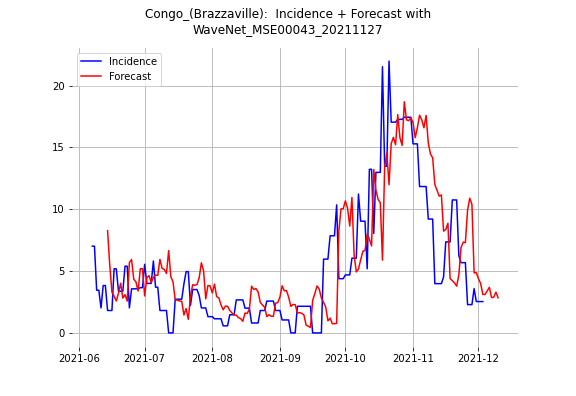 Congo_(Brazzaville):  Incidence + Forecast with
WaveNet_MSE00043_20211127
Incidence
Forecast
20
15
10
5
0
2021-06 2021-07 2021-08 2021-09 2021-10 2021-11 2021-12